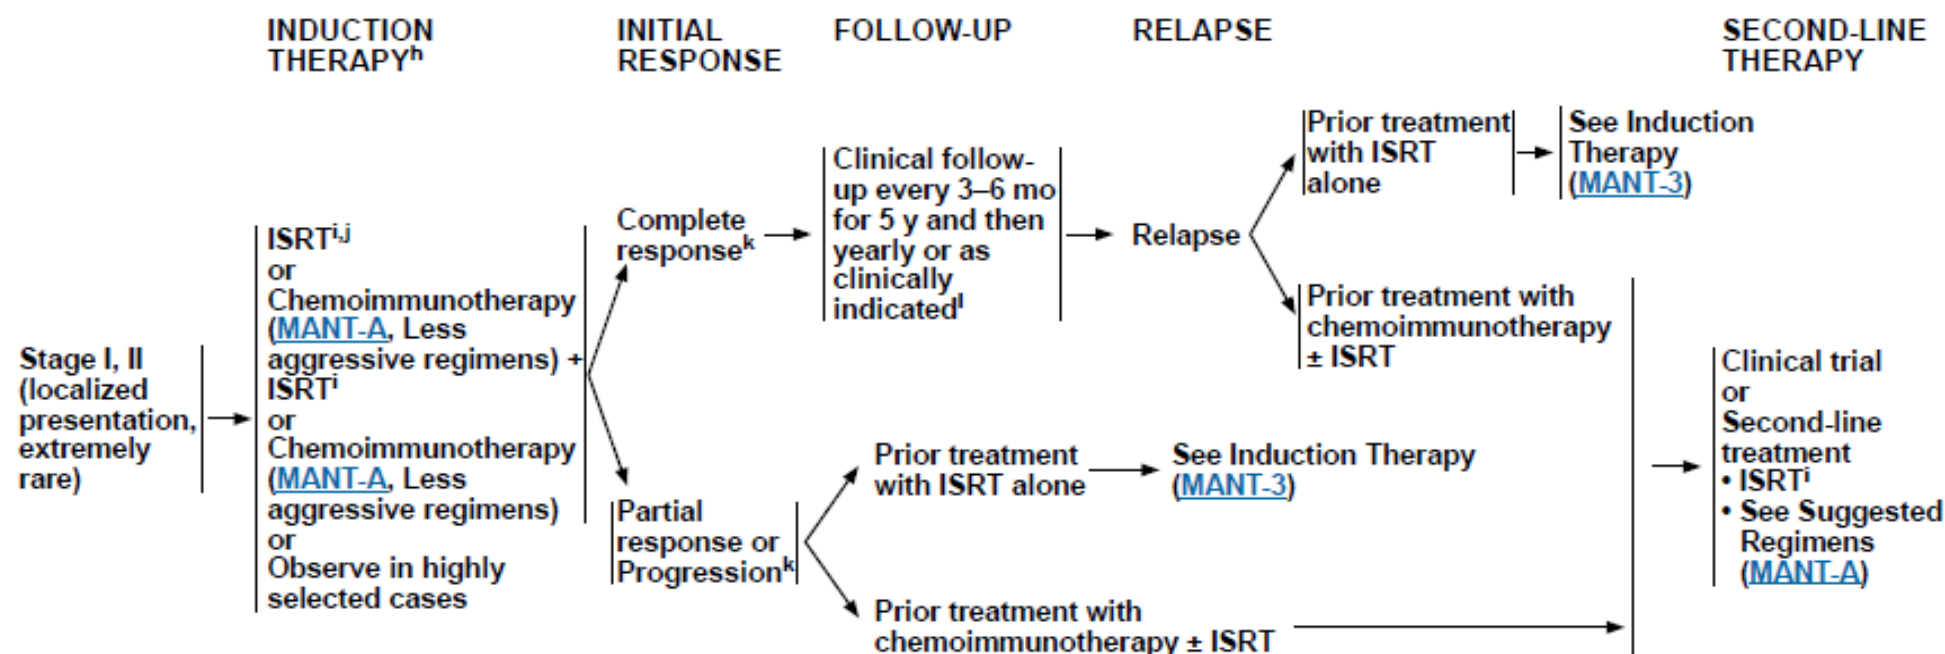 INDUCTION
THERAPYʰ
INITIAL
RESPONSE
FOLLOW-UP
RELAPSE
SECOND-LINE
THERAPY
Stage I, II
(localized
presentation,
extremely
rare)
ISRTⁱ,ʲ
or
Chemoimmunotherapy
(MANT-A, Less
aggressive regimens) +
ISRTⁱ
or
Chemoimmunotherapy
(MANT-A, Less
aggressive regimens)
or
Observe in highly
selected cases
Complete
responseᵏ
Clinical follow-
up every 3–6 mo
for 5 y and then
yearly or as
clinically
indicatedˡ
Relapse
Prior treatment
with ISRT
alone
See Induction
Therapy
(MANT-3)
Prior treatment with
chemoimmunotherapy
± ISRT
Partial
response or
Progressionᵏ
Prior treatment
with ISRT alone
See Induction Therapy
(MANT-3)
Prior treatment with
chemoimmunotherapy ± ISRT
Clinical trial
or
Second-line
treatment
• ISRTⁱ
• See Suggested
Regimens
(MANT-A)